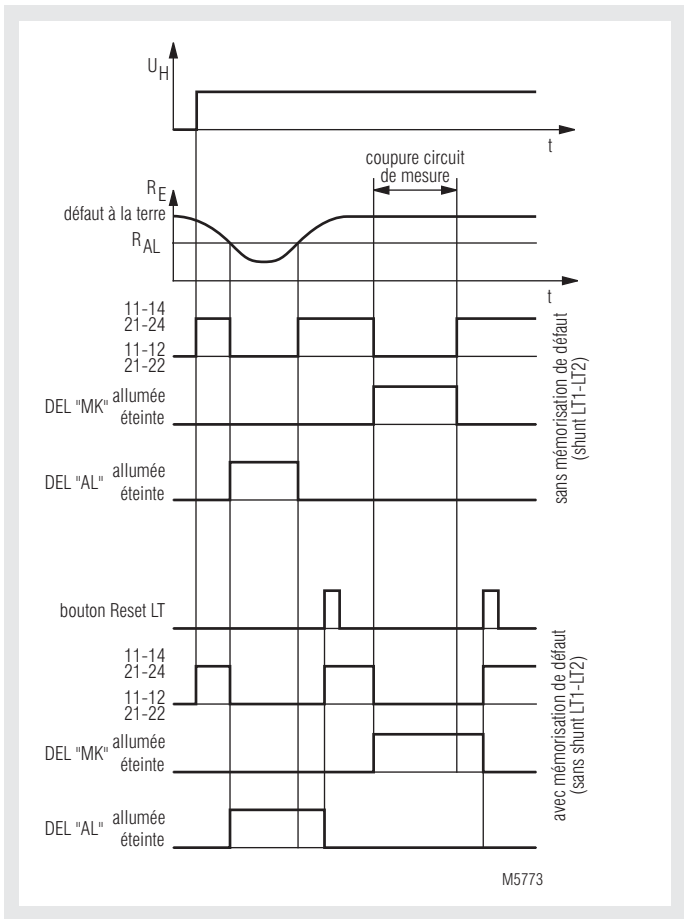 U_H
t
coupure circuit
de mesure
R_E
défaut à la terre
R_AL
t
11-14
21-24
11-12
21-22
DEL "MK" allumée
éteinte
DEL "AL" allumée
éteinte
sans mémorisation de défaut
(shunt LT1-LT2)
bouton Reset LT
11-14
21-24
11-12
21-22
DEL "MK" allumée
éteinte
DEL "AL" allumée
éteinte
avec mémorisation de défaut
(sans shunt LT1-LT2)
M5773